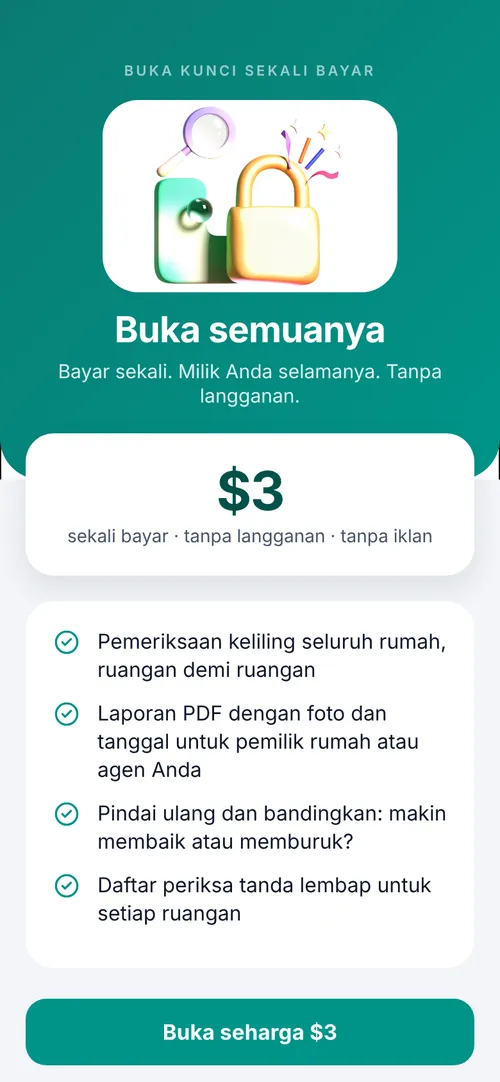 BUKA KUNCI SEKALI BAYAR
Buka semuanya
Bayar sekali. Milik Anda selamanya. Tanpa
langganan.
$3
sekali bayar · tanpa langganan · tanpa iklan
Pemeriksaan keliling seluruh rumah,
ruangan demi ruangan
Laporan PDF dengan foto dan
tanggal untuk pemilik rumah atau
agen Anda
Pindai ulang dan bandingkan: makin
membaik atau memburuk?
Daftar periksa tanda lembap untuk
setiap ruangan
Buka seharga $3